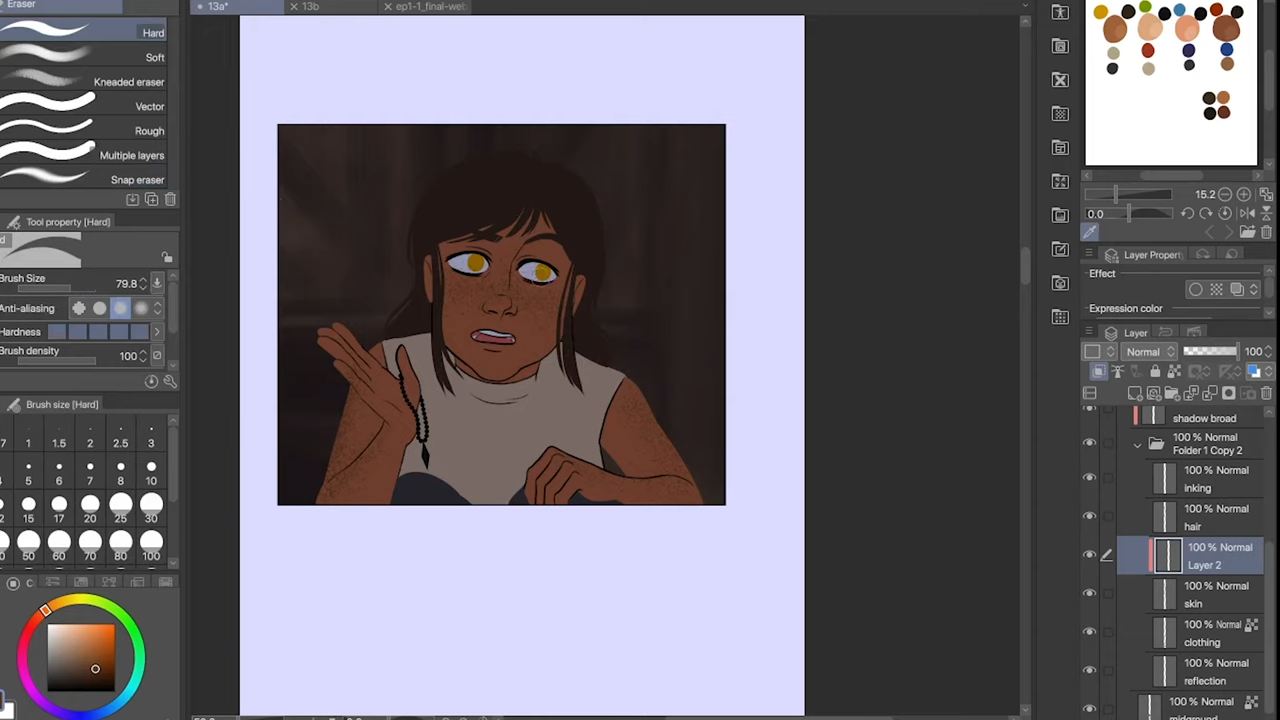 Eraser
Hard
Soft
Kneaded eraser
Vector
Rough
Multiple layers
Snap eraser
Tool property [Hard]
Brush Size 79.8
Anti-aliasing
Hardness
Brush density 100
Brush size [Hard]
7 1 1.5 2 2.5 3
5 6 7 8 10
2 15 17 20 25 30
0 50 60 70 80 100
C
13a*
13b
ep1-1_final-we
15.2
0.0
Layer Propert
Effect
Expression color
Layer
Normal 100
shadow broad
100 % Normal
Folder 1 Copy 2
100 % Normal
inking
100 % Normal
hair
100 % Normal
Layer 2
100 % Normal
skin
100 % Normal
clothing
100 % Normal
reflection
100 % Normal
midground